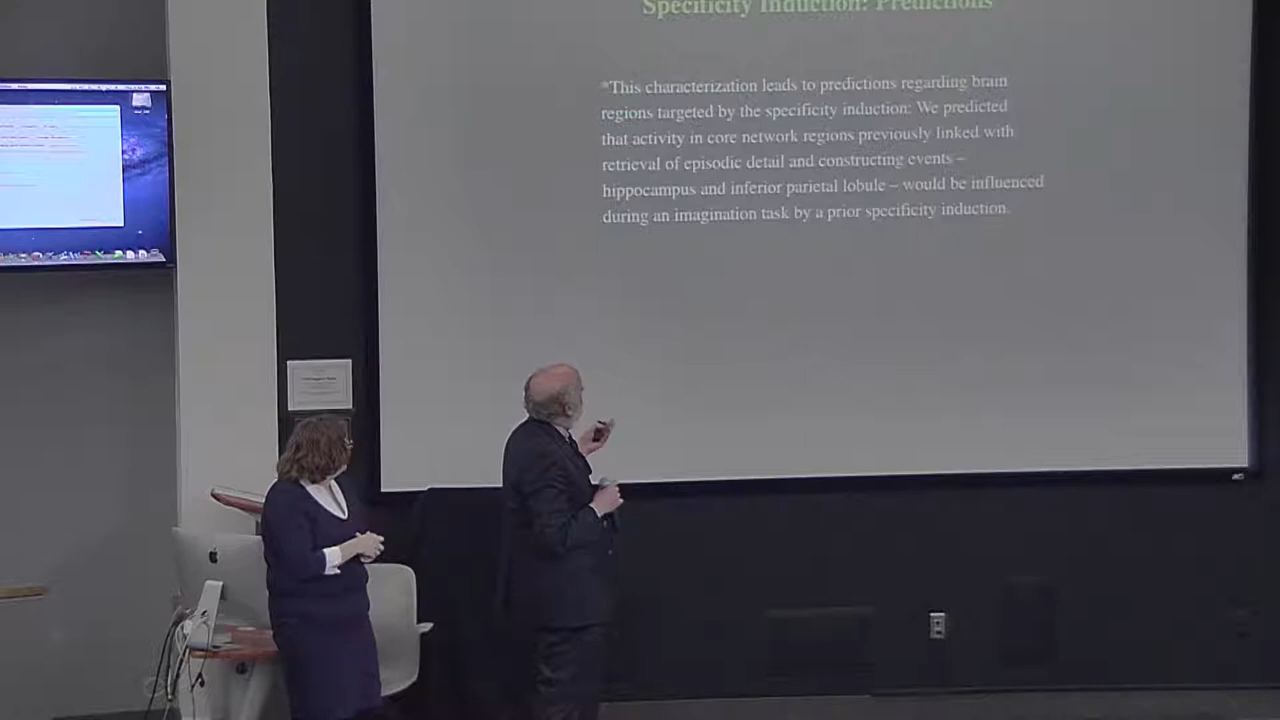 Specificity Induction: Predictions
*This characterization leads to predictions regarding brain
regions targeted by the specificity induction: We predicted
that activity in core network regions previously linked with
retrieval of episodic detail and constructing events –
hippocampus and inferior parietal lobule – would be influenced
during an imagination task by a prior specificity induction.